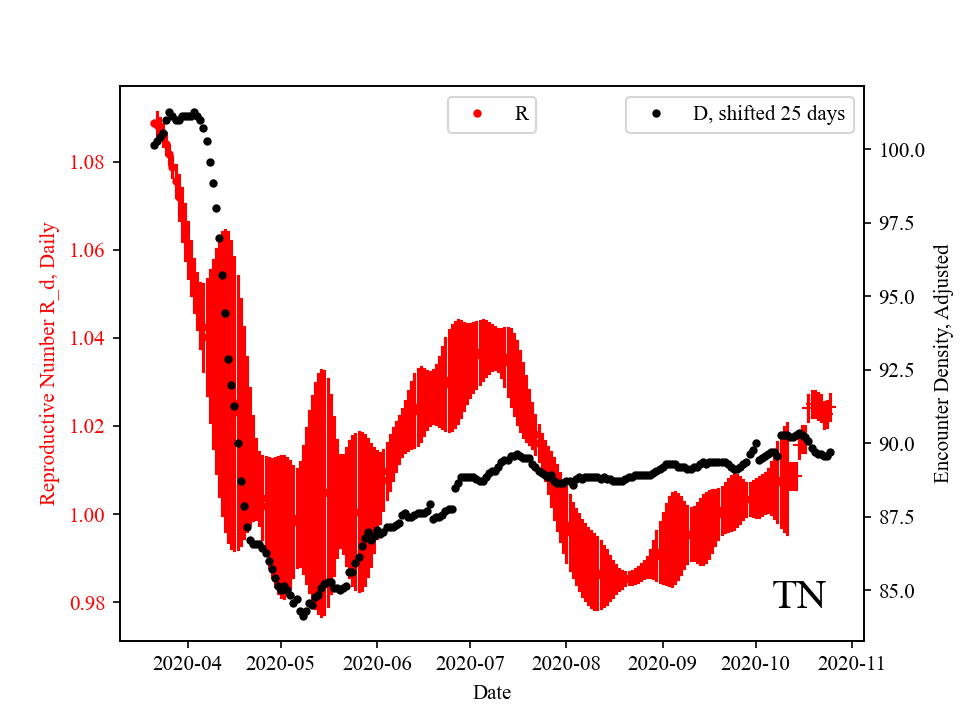 R
D, shifted 25 days
1.08
1.06
1.04
1.02
1.00
0.98
Reproductive Number R_d, Daily
100.0
97.5
95.0
92.5
90.0
87.5
85.0
Encounter Density, Adjusted
TN
2020-04 2020-05 2020-06 2020-07 2020-08 2020-09 2020-10 2020-11
Date